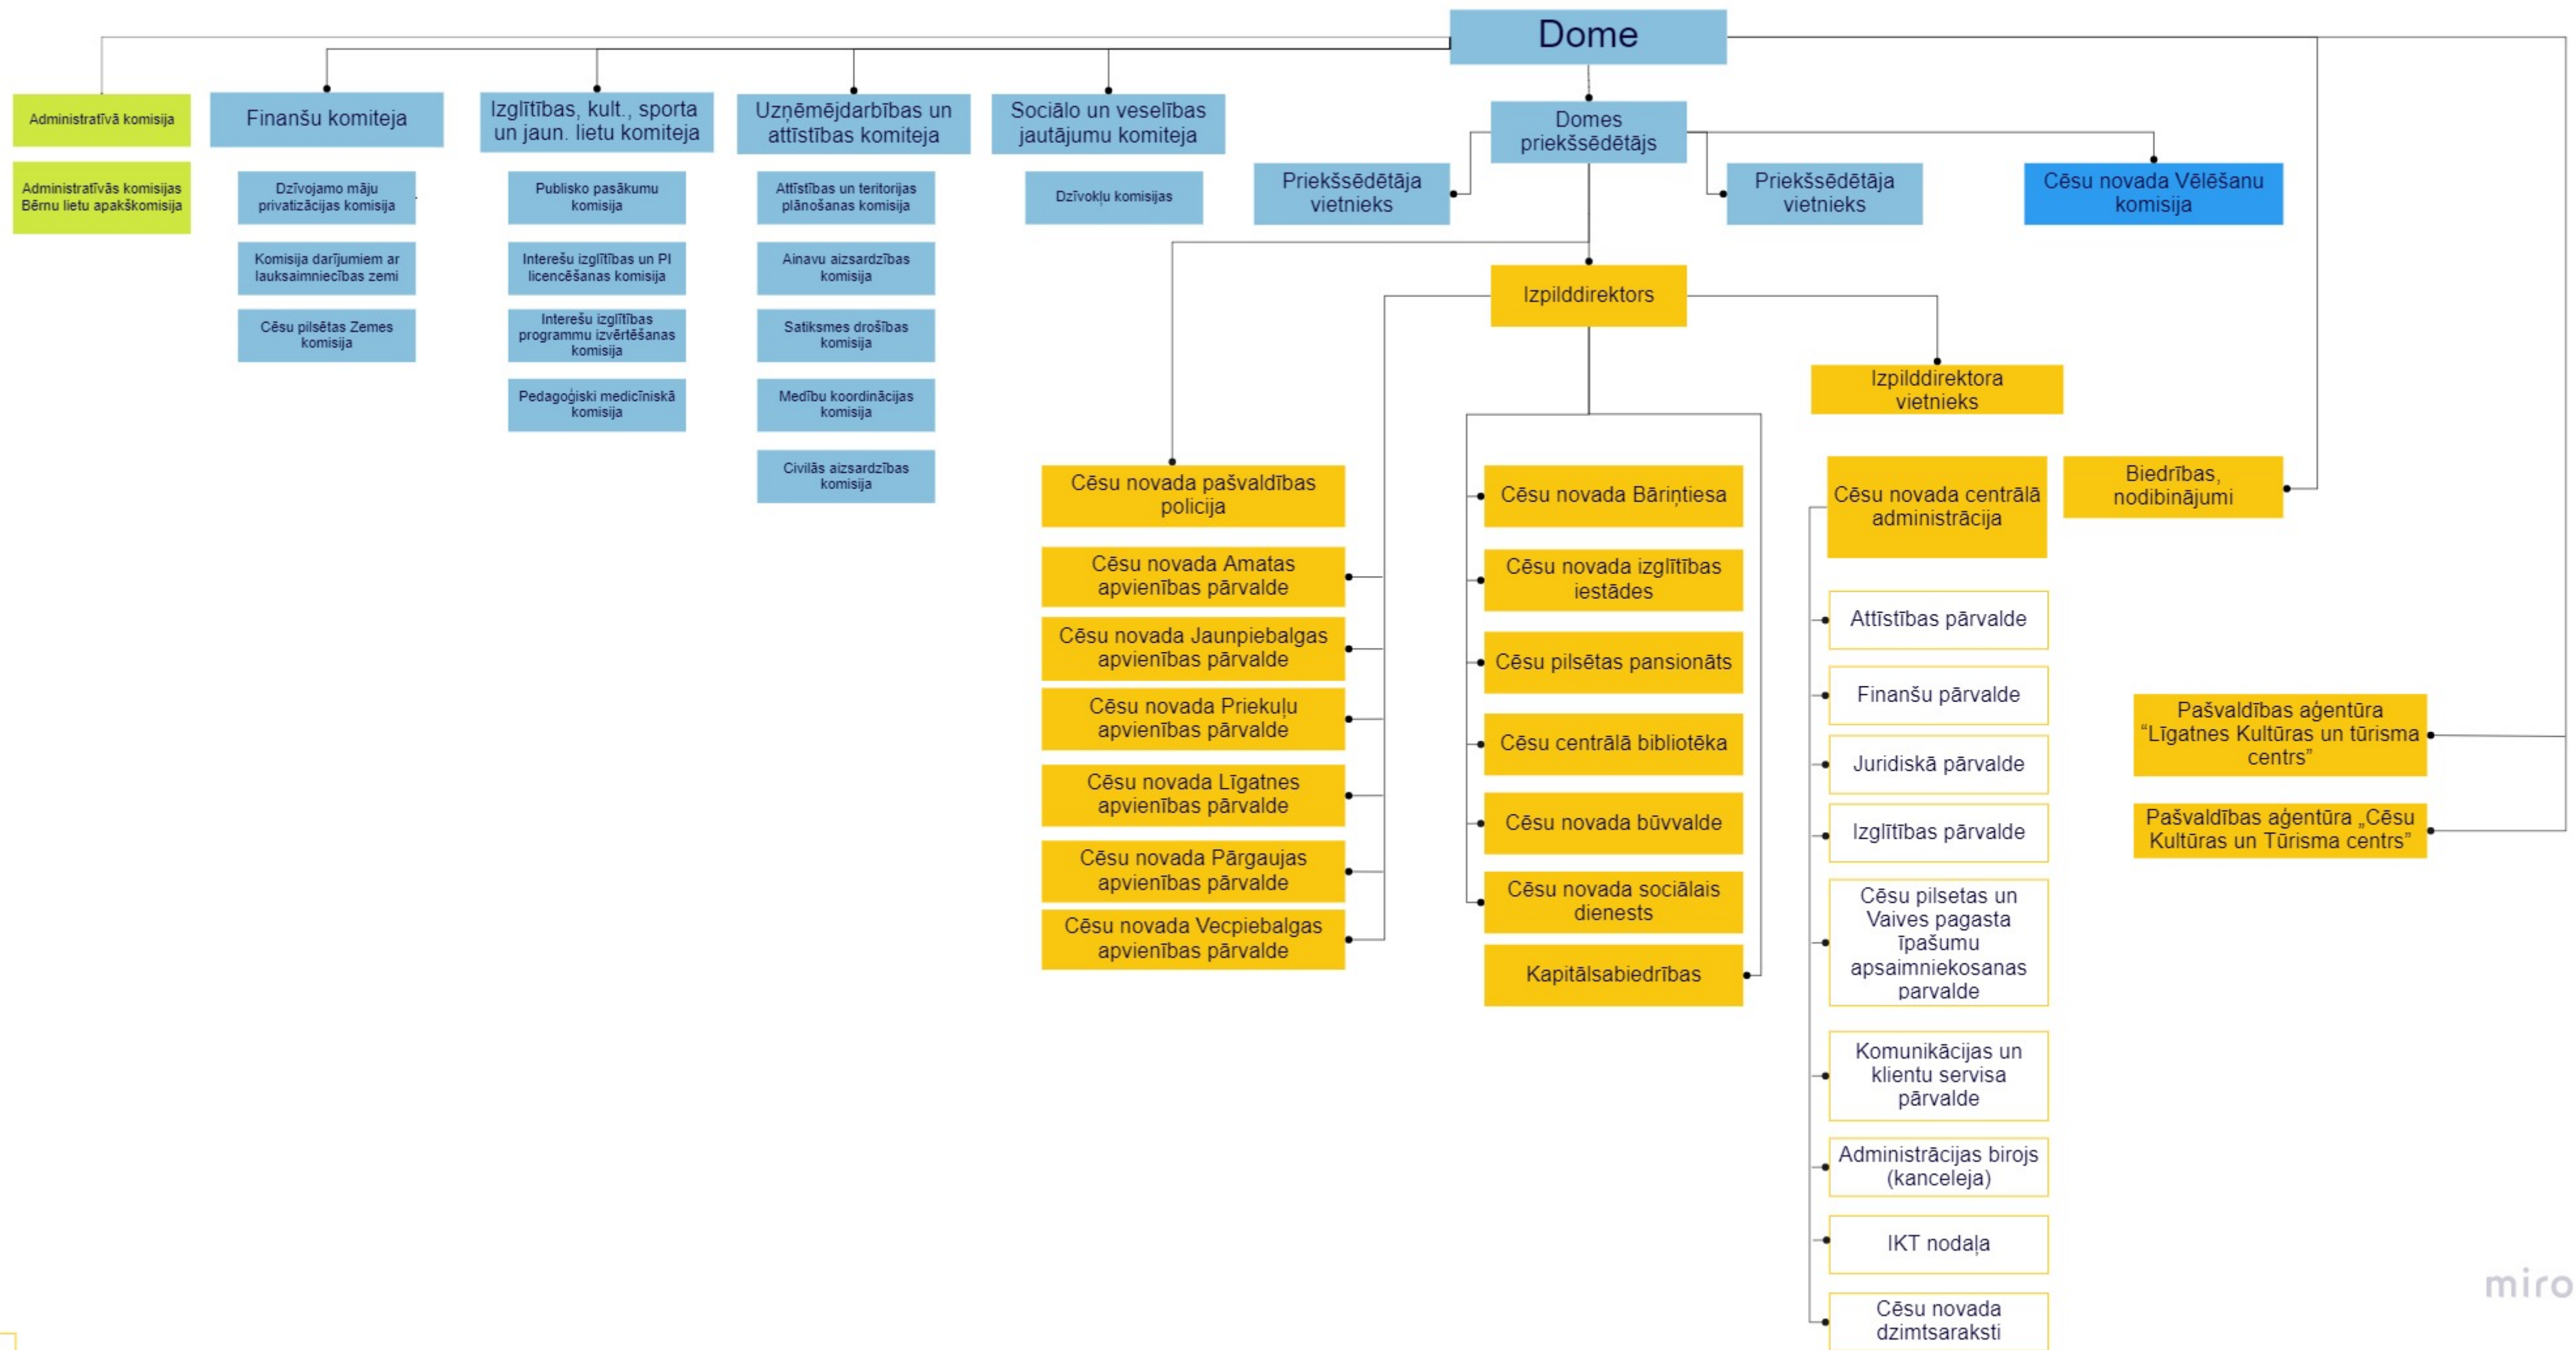 Dome
Administratīvā komisija
Administratīvās komisijas
Bērnu lietu apakškomisija
Finanšu komiteja
Dzīvojamo māju
privatizācijas komisija
Komisija darījumiem ar
lauksaimniecības zemi
Cēsu pilsētas Zemes
komisija
Izglītības, kult., sporta
un jaun. lietu komiteja
Publisko pasākumu
komisija
Interešu izglītības un PI
licencēšanas komisija
Interešu izglītības
programmu izvērtēšanas
komisija
Pedagoģiski medicīniskā
komisija
Uzņēmējdarbības un
attīstības komiteja
Attīstības un teritorijas
plānošanas komisija
Ainavu aizsardzības
komisija
Satiksmes drošības
komisija
Medību koordinācijas
komisija
Civilās aizsardzības
komisija
Sociālo un veselības
jautājumu komiteja
Dzīvokļu komisijas
Domes
priekšsēdētājs
Priekšsēdētāja
vietnieks
Priekšsēdētāja
vietnieks
Cēsu novada Vēlēšanu
komisija
Izpilddirektors
Izpilddirektora
vietnieks
Cēsu novada pašvaldības
policija
Cēsu novada Amatas
apvienības pārvalde
Cēsu novada Jaunpiebalgas
apvienības pārvalde
Cēsu novada Priekuļu
apvienības pārvalde
Cēsu novada Līgatnes
apvienības pārvalde
Cēsu novada Pārgaujas
apvienības pārvalde
Cēsu novada Vecpiebalgas
apvienības pārvalde
Cēsu novada Bāriņtiesa
Cēsu novada izglītības
iestādes
Cēsu pilsētas pansionāts
Cēsu centrālā bibliotēka
Cēsu novada būvvalde
Cēsu novada sociālais
dienests
Kapitālsabiedrības
Cēsu novada centrālā
administrācija
Attīstības pārvalde
Finanšu pārvalde
Juridiskā pārvalde
Izglītības pārvalde
Cēsu pilsetas un
Vaives pagasta
īpašumu
apsaimniekosanas
parvalde
Komunikācijas un
klientu servisa
pārvalde
Administrācijas birojs
(kanceleja)
IKT nodaļa
Cēsu novada
dzimtsaraksti
Biedrības,
nodibinājumi
Pašvaldības aģentūra
“Līgatnes Kultūras un tūrisma
centrs”
Pašvaldības aģentūra „Cēsu
Kultūras un Tūrisma centrs”
miro